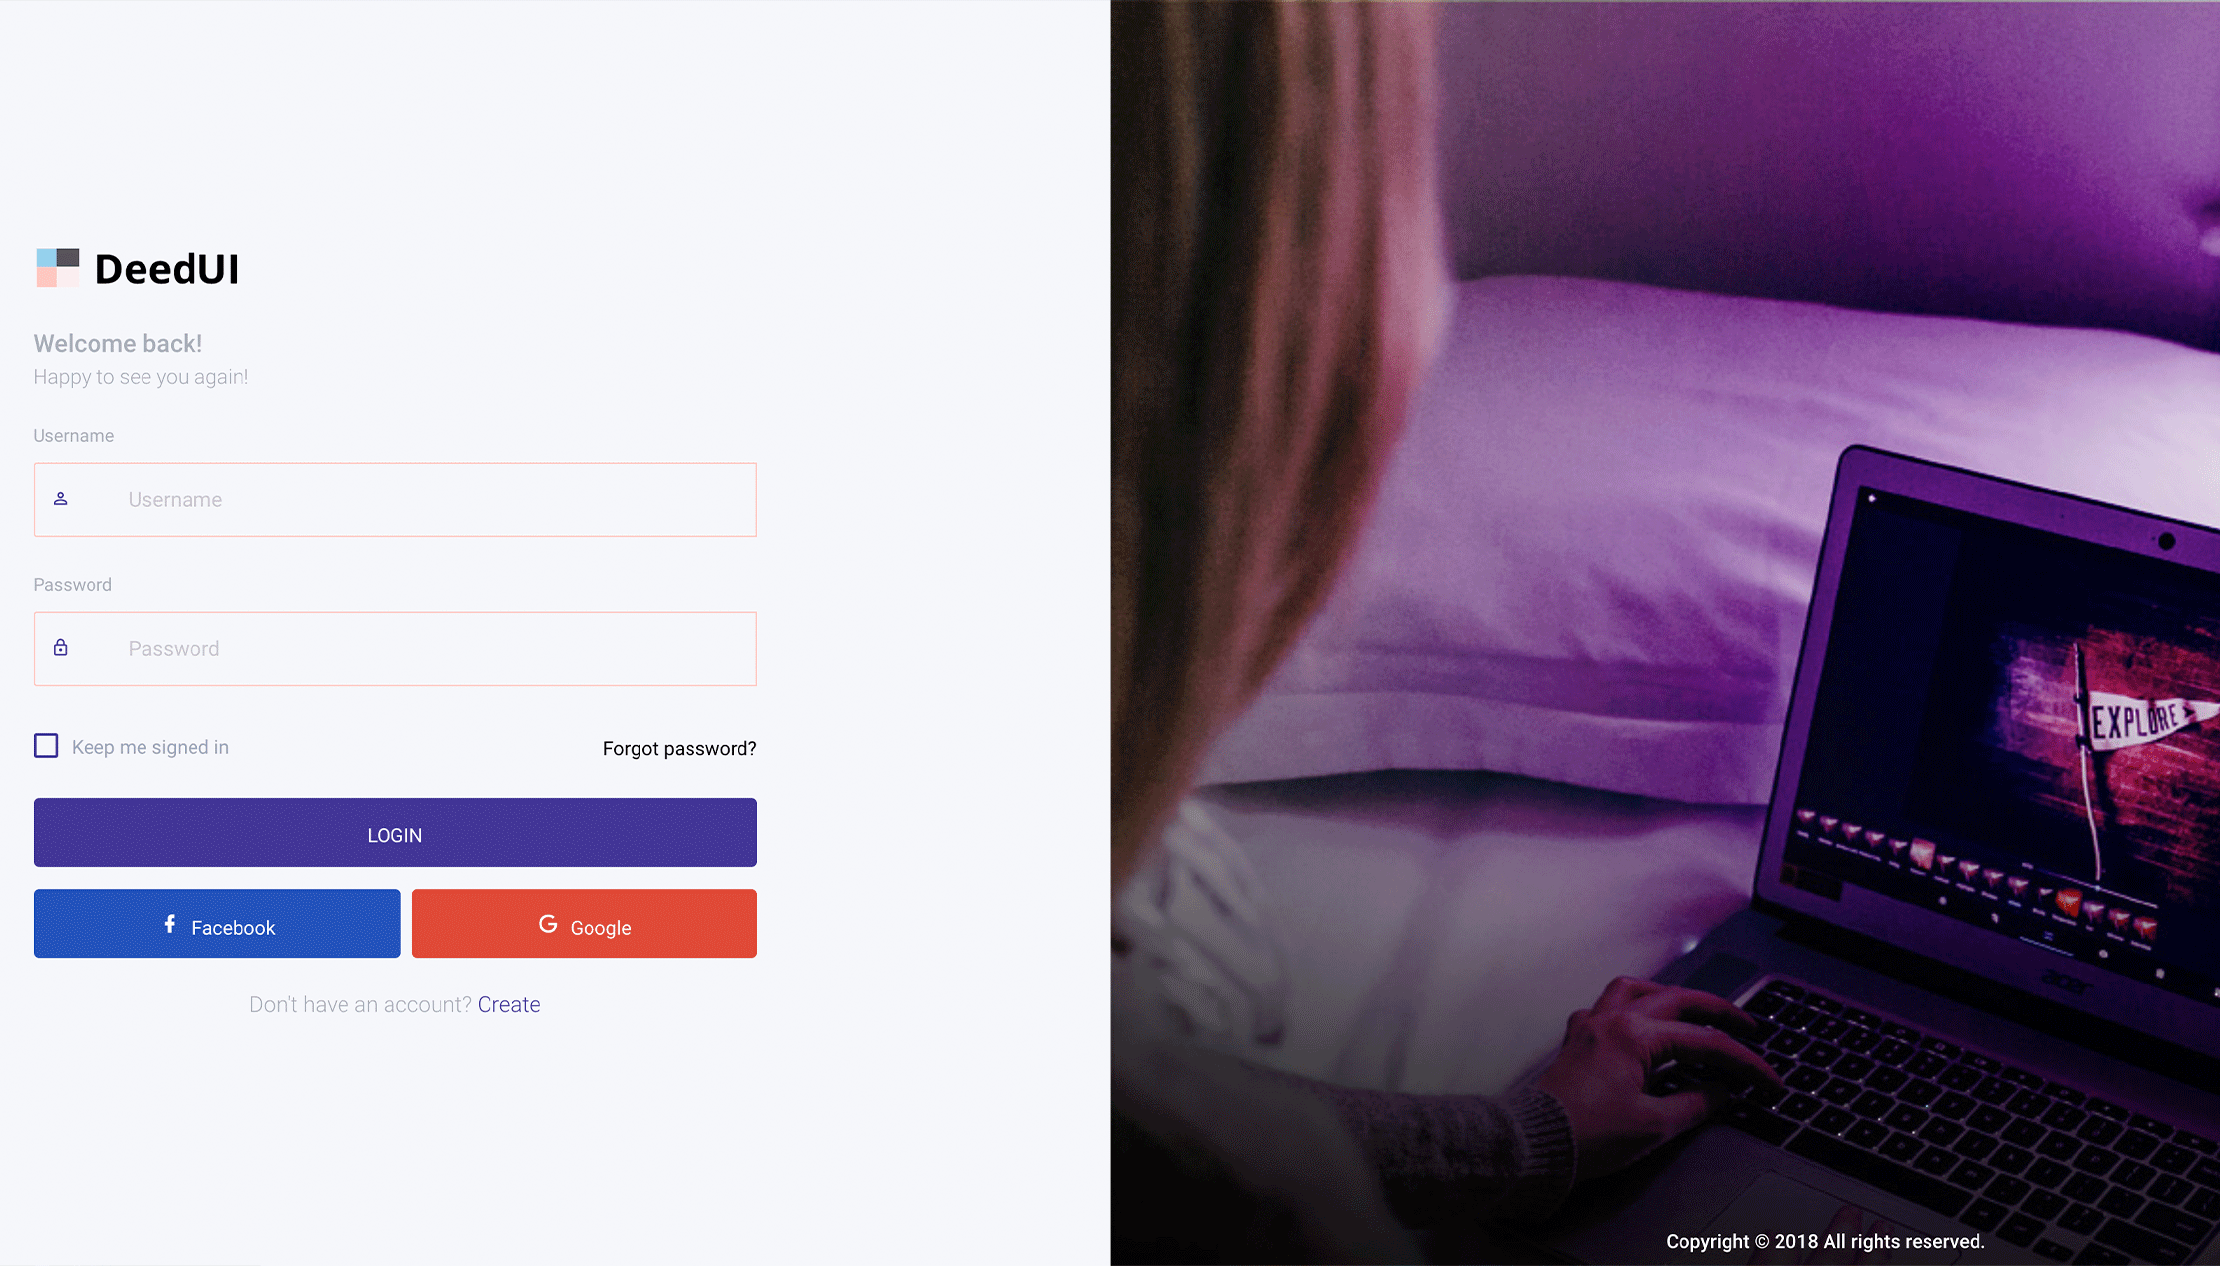 DeedUI
Welcome back!
Happy to see you again!
Username
Username
Password
Password
Keep me signed in
Forgot password?
LOGIN
Facebook
Google
Don't have an account? Create
EXPLORE
acer
Copyright © 2018 All rights reserved.